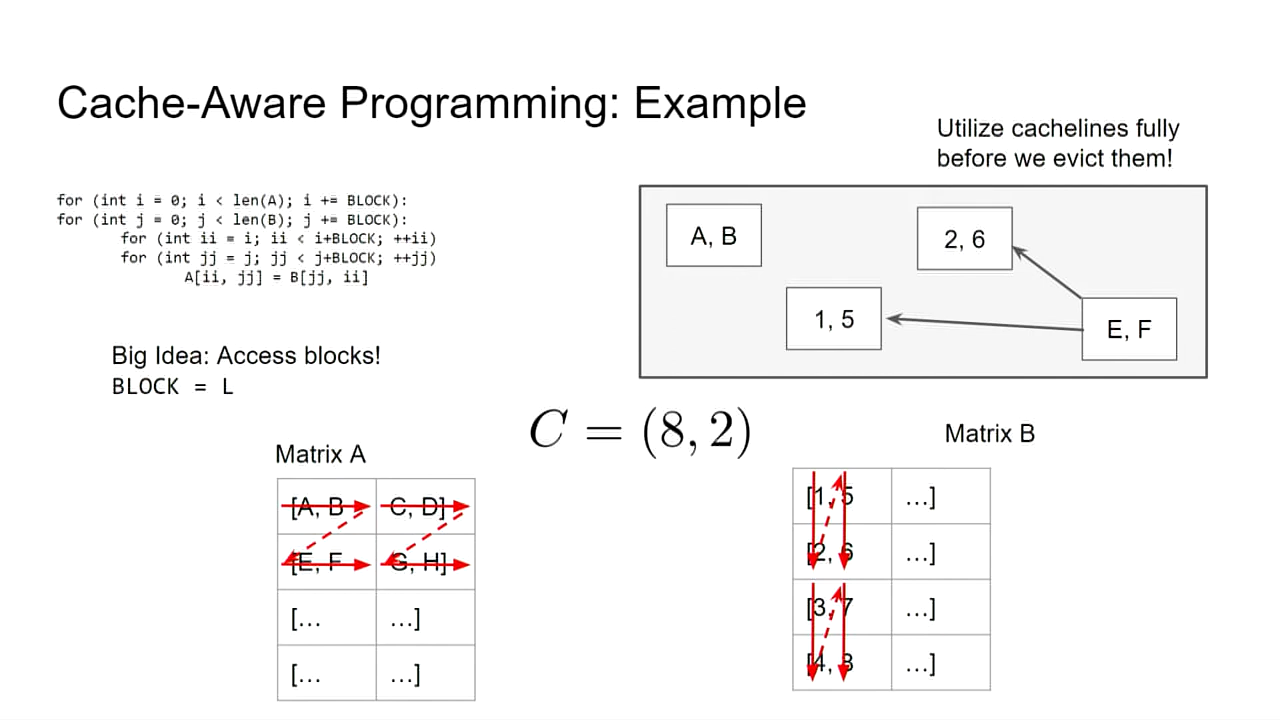 Cache-Aware Programming: Example
Utilize cachelines fully
before we evict them!
for (int i = 0; i < len(A); i += BLOCK):
for (int j = 0; j < len(B); j += BLOCK):
for (int ii = i; ii < i+BLOCK; ++ii)
for (int jj = j; jj < j+BLOCK; ++jj)
A[ii, jj] = B[jj, ii]
A, B
2, 6
1, 5
E, F
Big Idea: Access blocks!
BLOCK = L
C = (8, 2)
Matrix A
[A, B C, D]
[E, F G, H]
[... ...]
[... ...]
Matrix B
[1, 5 ...]
[2, 6 ...]
[3, 7 ...]
[4, 8 ...]